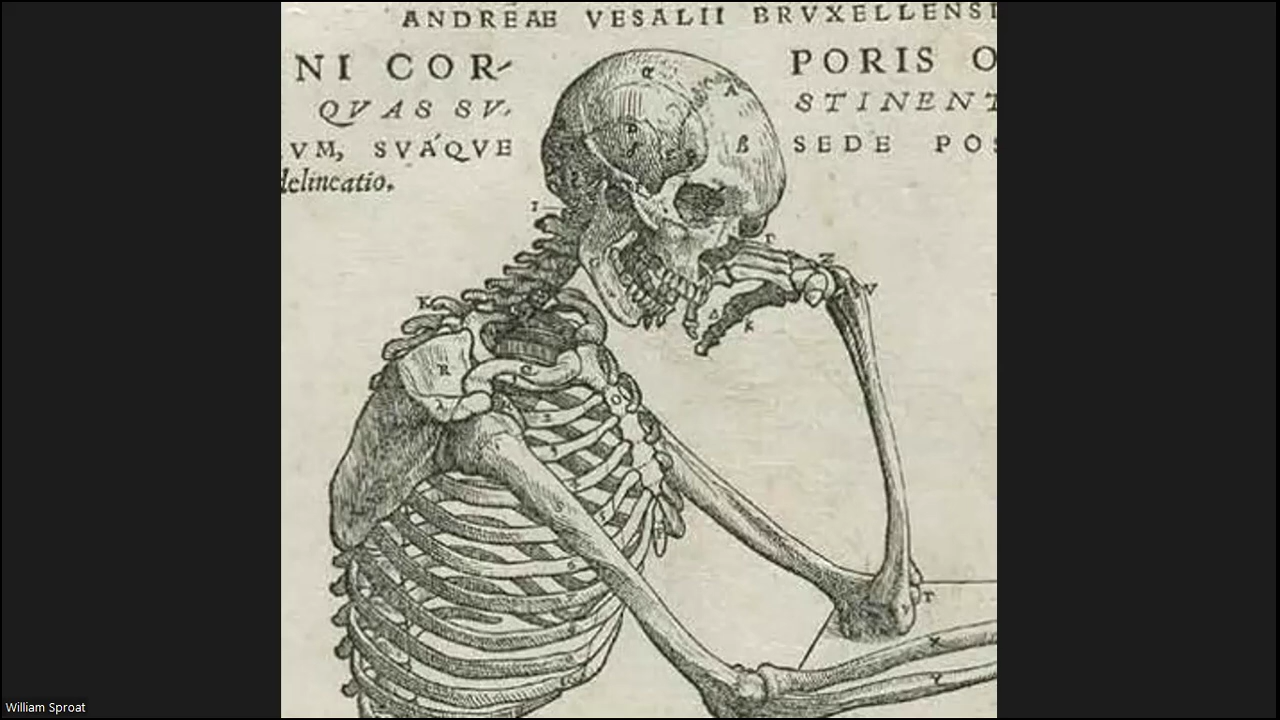 ANDREAE VESALII BRVXELLENSI
NI COR- PORIS O
QVAS SV- STINENT
VM, SVAQVE SEDE POS
delineatio.
William Sproat